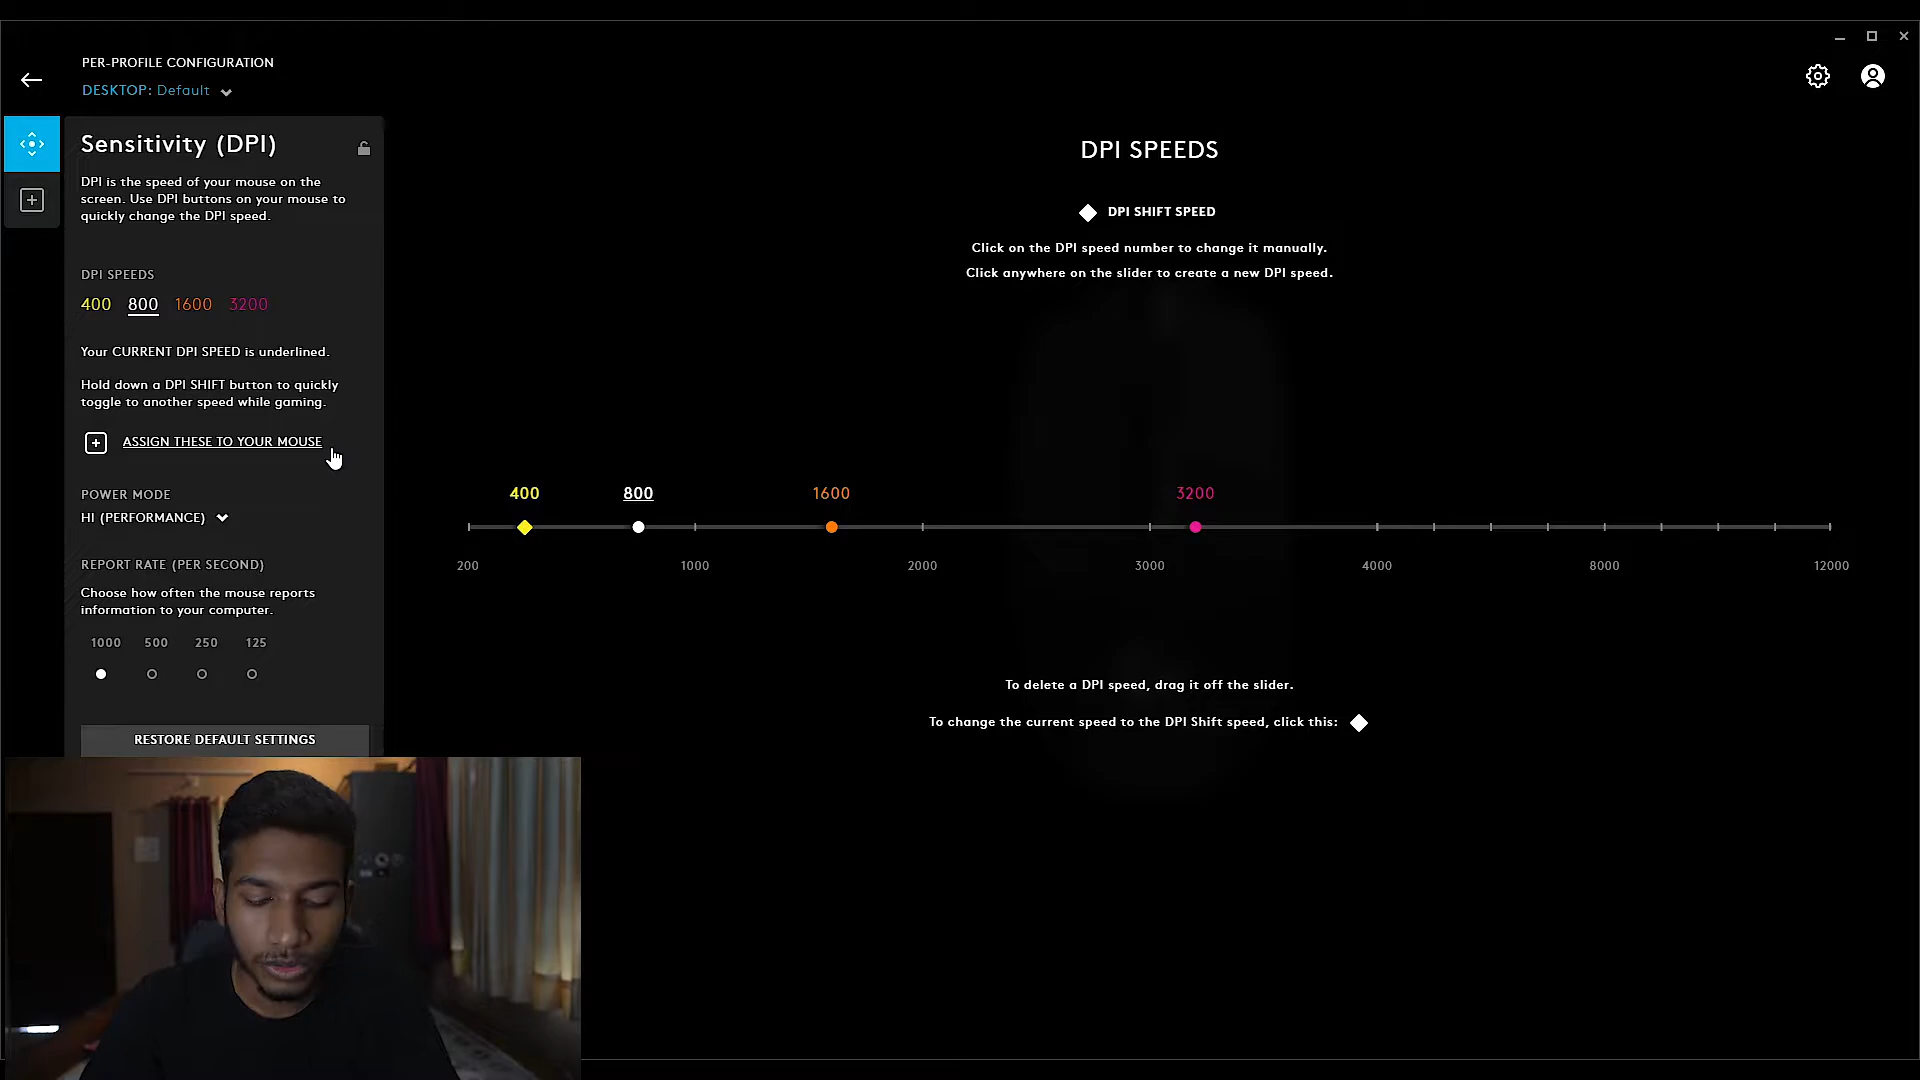 PER-PROFILE CONFIGURATION
DESKTOP: Default
Sensitivity (DPI)
DPI is the speed of your mouse on the
screen. Use DPI buttons on your mouse to
quickly change the DPI speed.
DPI SPEEDS
400 800 1600 3200
Your CURRENT DPI SPEED is underlined.
Hold down a DPI SHIFT button to quickly
toggle to another speed while gaming.
ASSIGN THESE TO YOUR MOUSE
POWER MODE
HI (PERFORMANCE)
REPORT RATE (PER SECOND)
Choose how often the mouse reports
information to your computer.
1000 500 250 125
RESTORE DEFAULT SETTINGS
DPI SPEEDS
DPI SHIFT SPEED
Click on the DPI speed number to change it manually.
Click anywhere on the slider to create a new DPI speed.
400 800 1600 3200
200 1000 2000 3000 4000 8000 12000
To delete a DPI speed, drag it off the slider.
To change the current speed to the DPI Shift speed, click this: